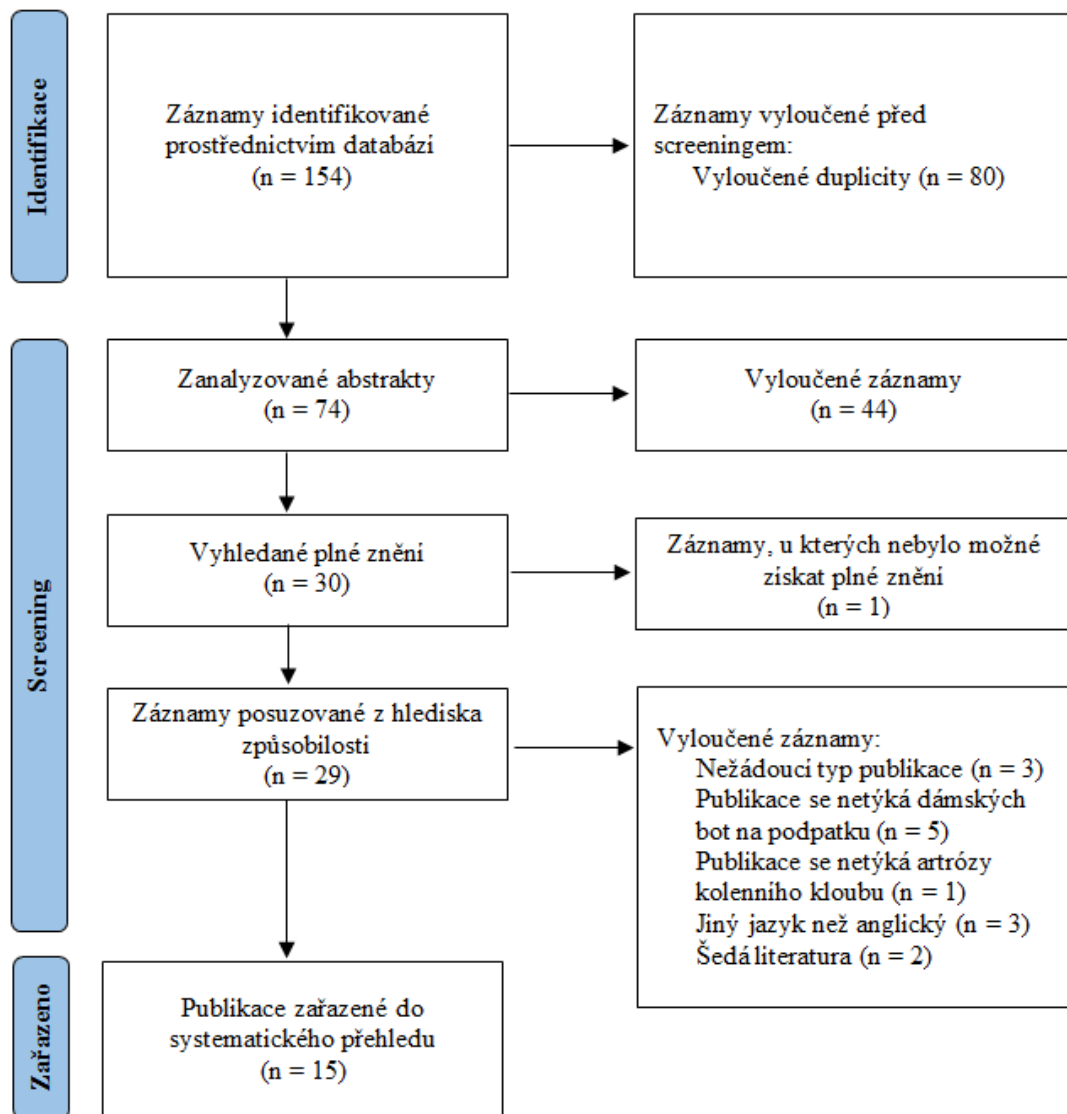 Identifikace
Záznamy identifikované
prostřednictvím databází
(n = 154)
Záznamy vyloučené před
screeningem:
Vyloučené duplicity (n = 80)
Screening
Zanalyzované abstrakty
(n = 74)
Vyloučené záznamy
(n = 44)
Vyhledané plné znění
(n = 30)
Záznamy, u kterých nebylo možné
získat plné znění
(n = 1)
Záznamy posuzované z hlediska
způsobilosti
(n = 29)
Vyloučené záznamy:
Nežádoucí typ publikace (n = 3)
Publikace se netýká dámských
bot na podpatku (n = 5)
Publikace se netýká artrózy
kolenního kloubu (n = 1)
Jiný jazyk než anglický (n = 3)
Šedá literatura (n = 2)
Zařazeno
Publikace zařazené do
systematického přehledu
(n = 15)